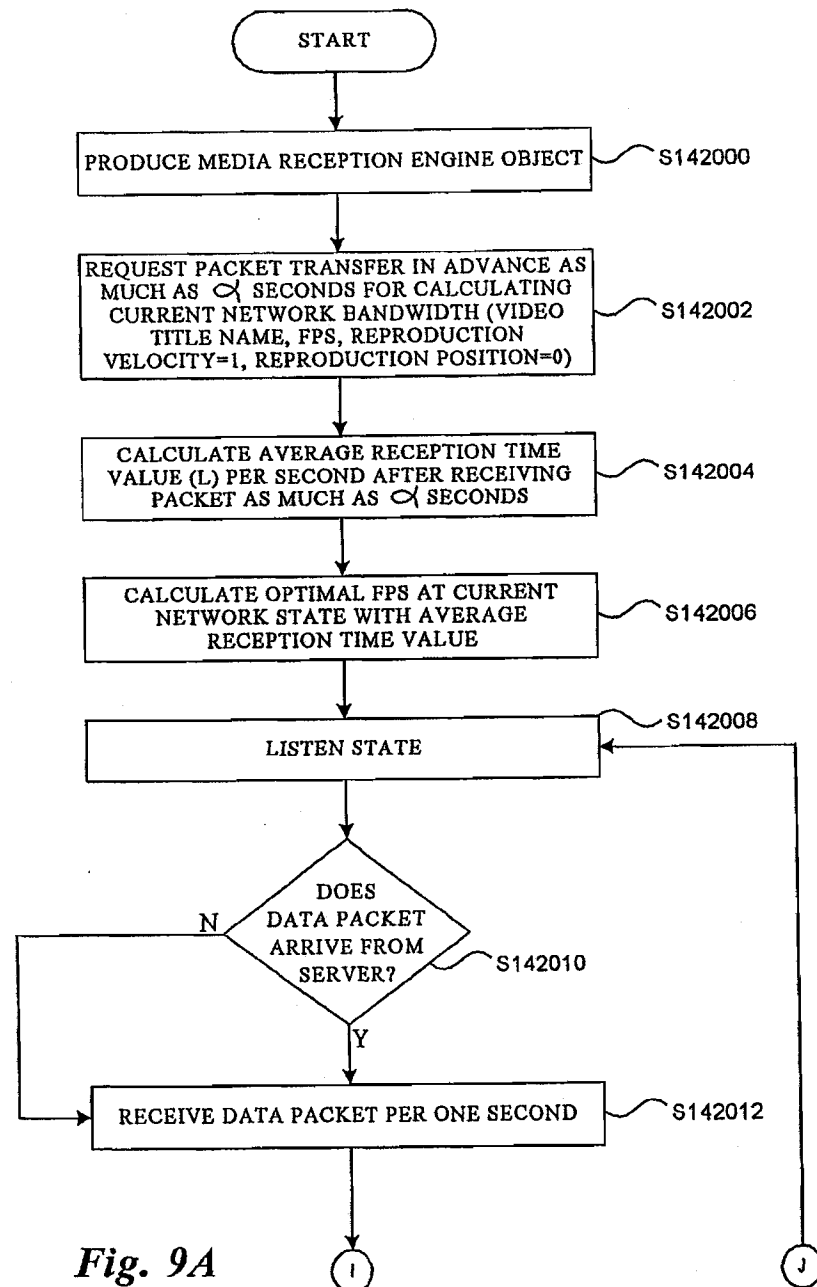 START
PRODUCE MEDIA RECEPTION ENGINE OBJECT
S142000
REQUEST PACKET TRANSFER IN ADVANCE AS
MUCH AS α SECONDS FOR CALCULATING
CURRENT NETWORK BANDWIDTH (VIDEO
TITLE NAME, FPS, REPRODUCTION
VELOCITY=1, REPRODUCTION POSITION=0)
S142002
CALCULATE AVERAGE RECEPTION TIME
VALUE (L) PER SECOND AFTER RECEIVING
PACKET AS MUCH AS α SECONDS
S142004
CALCULATE OPTIMAL FPS AT CURRENT
NETWORK STATE WITH AVERAGE
RECEPTION TIME VALUE
S142006
LISTEN STATE
S142008
DOES
DATA PACKET
ARRIVE FROM
SERVER?
S142010
N
Y
RECEIVE DATA PACKET PER ONE SECOND
S142012
Fig. 9A
I
J